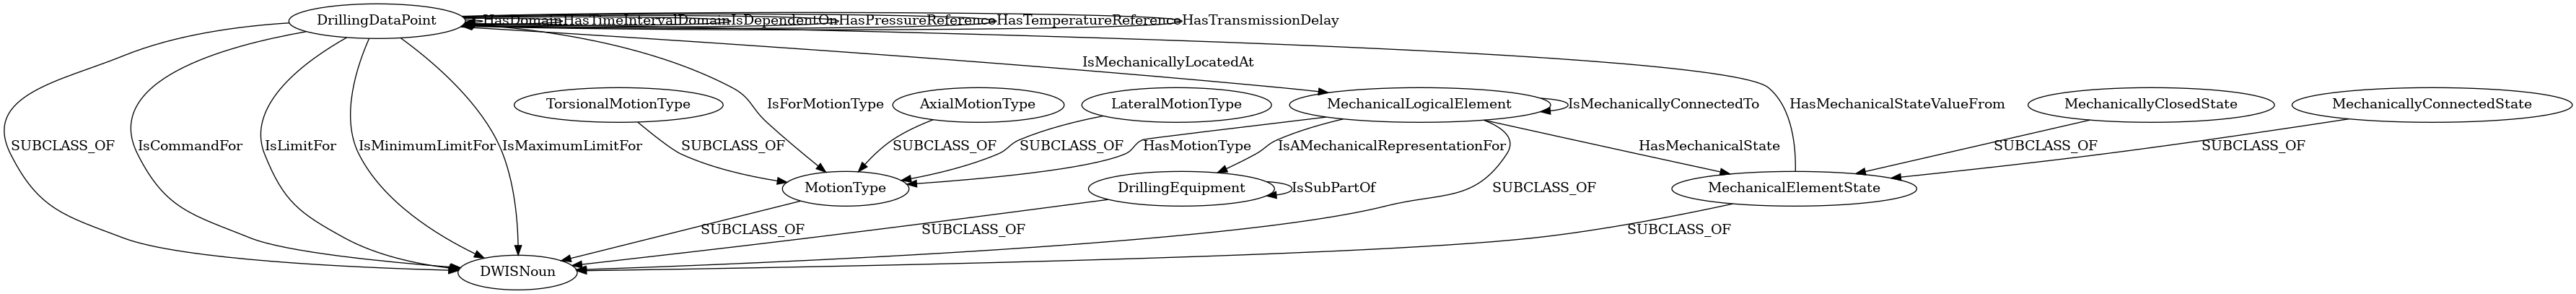 DrillingDataPoint
HasDomain
HasTimeIntervalDomain
IsDependentOn
HasPressureReference
HasTemperatureReference
HasTransmissionDelay
IsMechanicallyLocatedAt
TorsionalMotionType
IsForMotionType
AxialMotionType
LateralMotionType
MechanicalLogicalElement
IsMechanicallyConnectedTo
HasMechanicalStateValueFrom
MechanicallyClosedState
MechanicallyConnectedState
SUBCLASS_OF
IsCommandFor
IsLimitFor
IsMinimumLimitFor
IsMaximumLimitFor
SUBCLASS_OF
SUBCLASS_OF
SUBCLASS_OF
HasMotionType
IsAMechanicalRepresentationFor
HasMechanicalState
SUBCLASS_OF
SUBCLASS_OF
MotionType
DrillingEquipment
IsSubPartOf
SUBCLASS_OF
MechanicalElementState
SUBCLASS_OF
SUBCLASS_OF
SUBCLASS_OF
DWISNoun